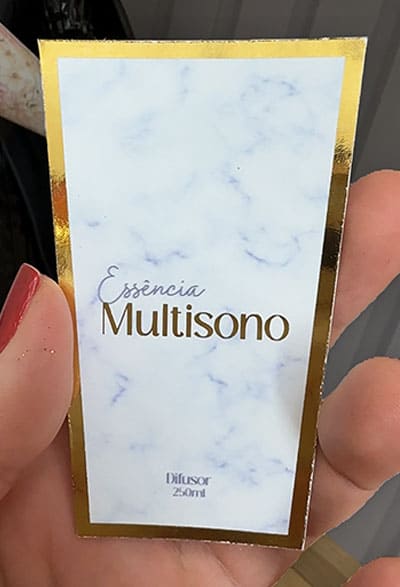 Essência
Multisono
Difusor
250ml